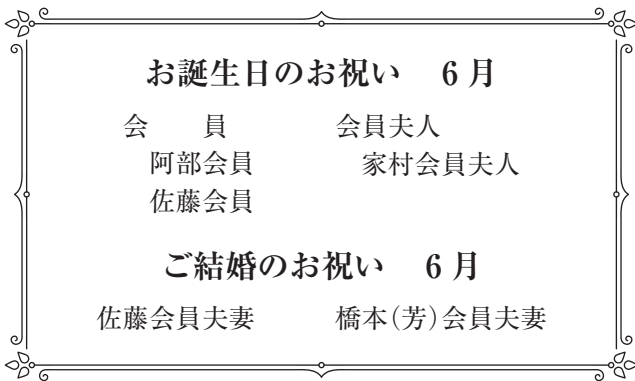 お誕生日のお祝い　6月
会　　員　　　　会員夫人
阿部会員　　　　家村会員夫人
佐藤会員
ご結婚のお祝い　6月
佐藤会員夫妻　　　橋本(芳)会員夫妻